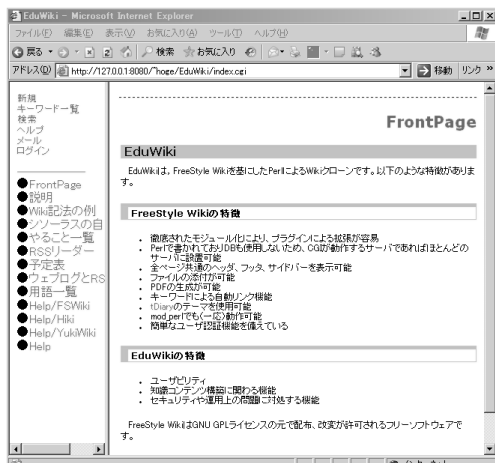 EduWiki - Microsoft Internet Explorer
ファイル(F) 編集(E) 表示(V) お気に入り(A) ツール(T) ヘルプ(H)
戻る 検索 お気に入り
アドレス(D) http://127.0.0.1:8080/~hoge/EduWiki/index.cgi 移動 リンク »
新規
キーワード一覧
検索
ヘルプ
メール
ログイン
●FrontPage
●説明
●Wiki記法の例
●シソーラスの自
●やること一覧
●RSSリーダー
●予定表
●ウェブログとRS
●用語一覧
●Help/FSWiki
●Help/Hiki
●Help/YukiWiki
●Help
FrontPage
EduWiki
EduWikiは, FreeStyle Wikiを基にしたPerlによるWikiクローンです。以下のような特徴がありま
す。
FreeStyle Wikiの特徴
・ 徹底されたモジュール化により、プラグインによる拡張が容易
・ Perlで書かれておりDBも使用しないため、CGIが動作するサーバであればほとんどの
サーバに設置可能
・ 全ページ共通のヘッダ、フッタ、サイドバーを表示可能
・ ファイルの添付が可能
・ PDFの生成が可能
・ キーワードによる自動リンク機能
・ tDiaryのテーマを使用可能
・ mod_perlでも(一応)動作可能
・ 簡単なユーザ認証機能を備えている
EduWikiの特徴
・ ユーザビリティ
・ 知識コンテンツ構築に関わる機能
・ セキュリティや運用上の問題に対処する機能
FreeStyle WikiはGNU GPLライセンスの元で配布、改変が許可されるフリーソフトウェアで
す。